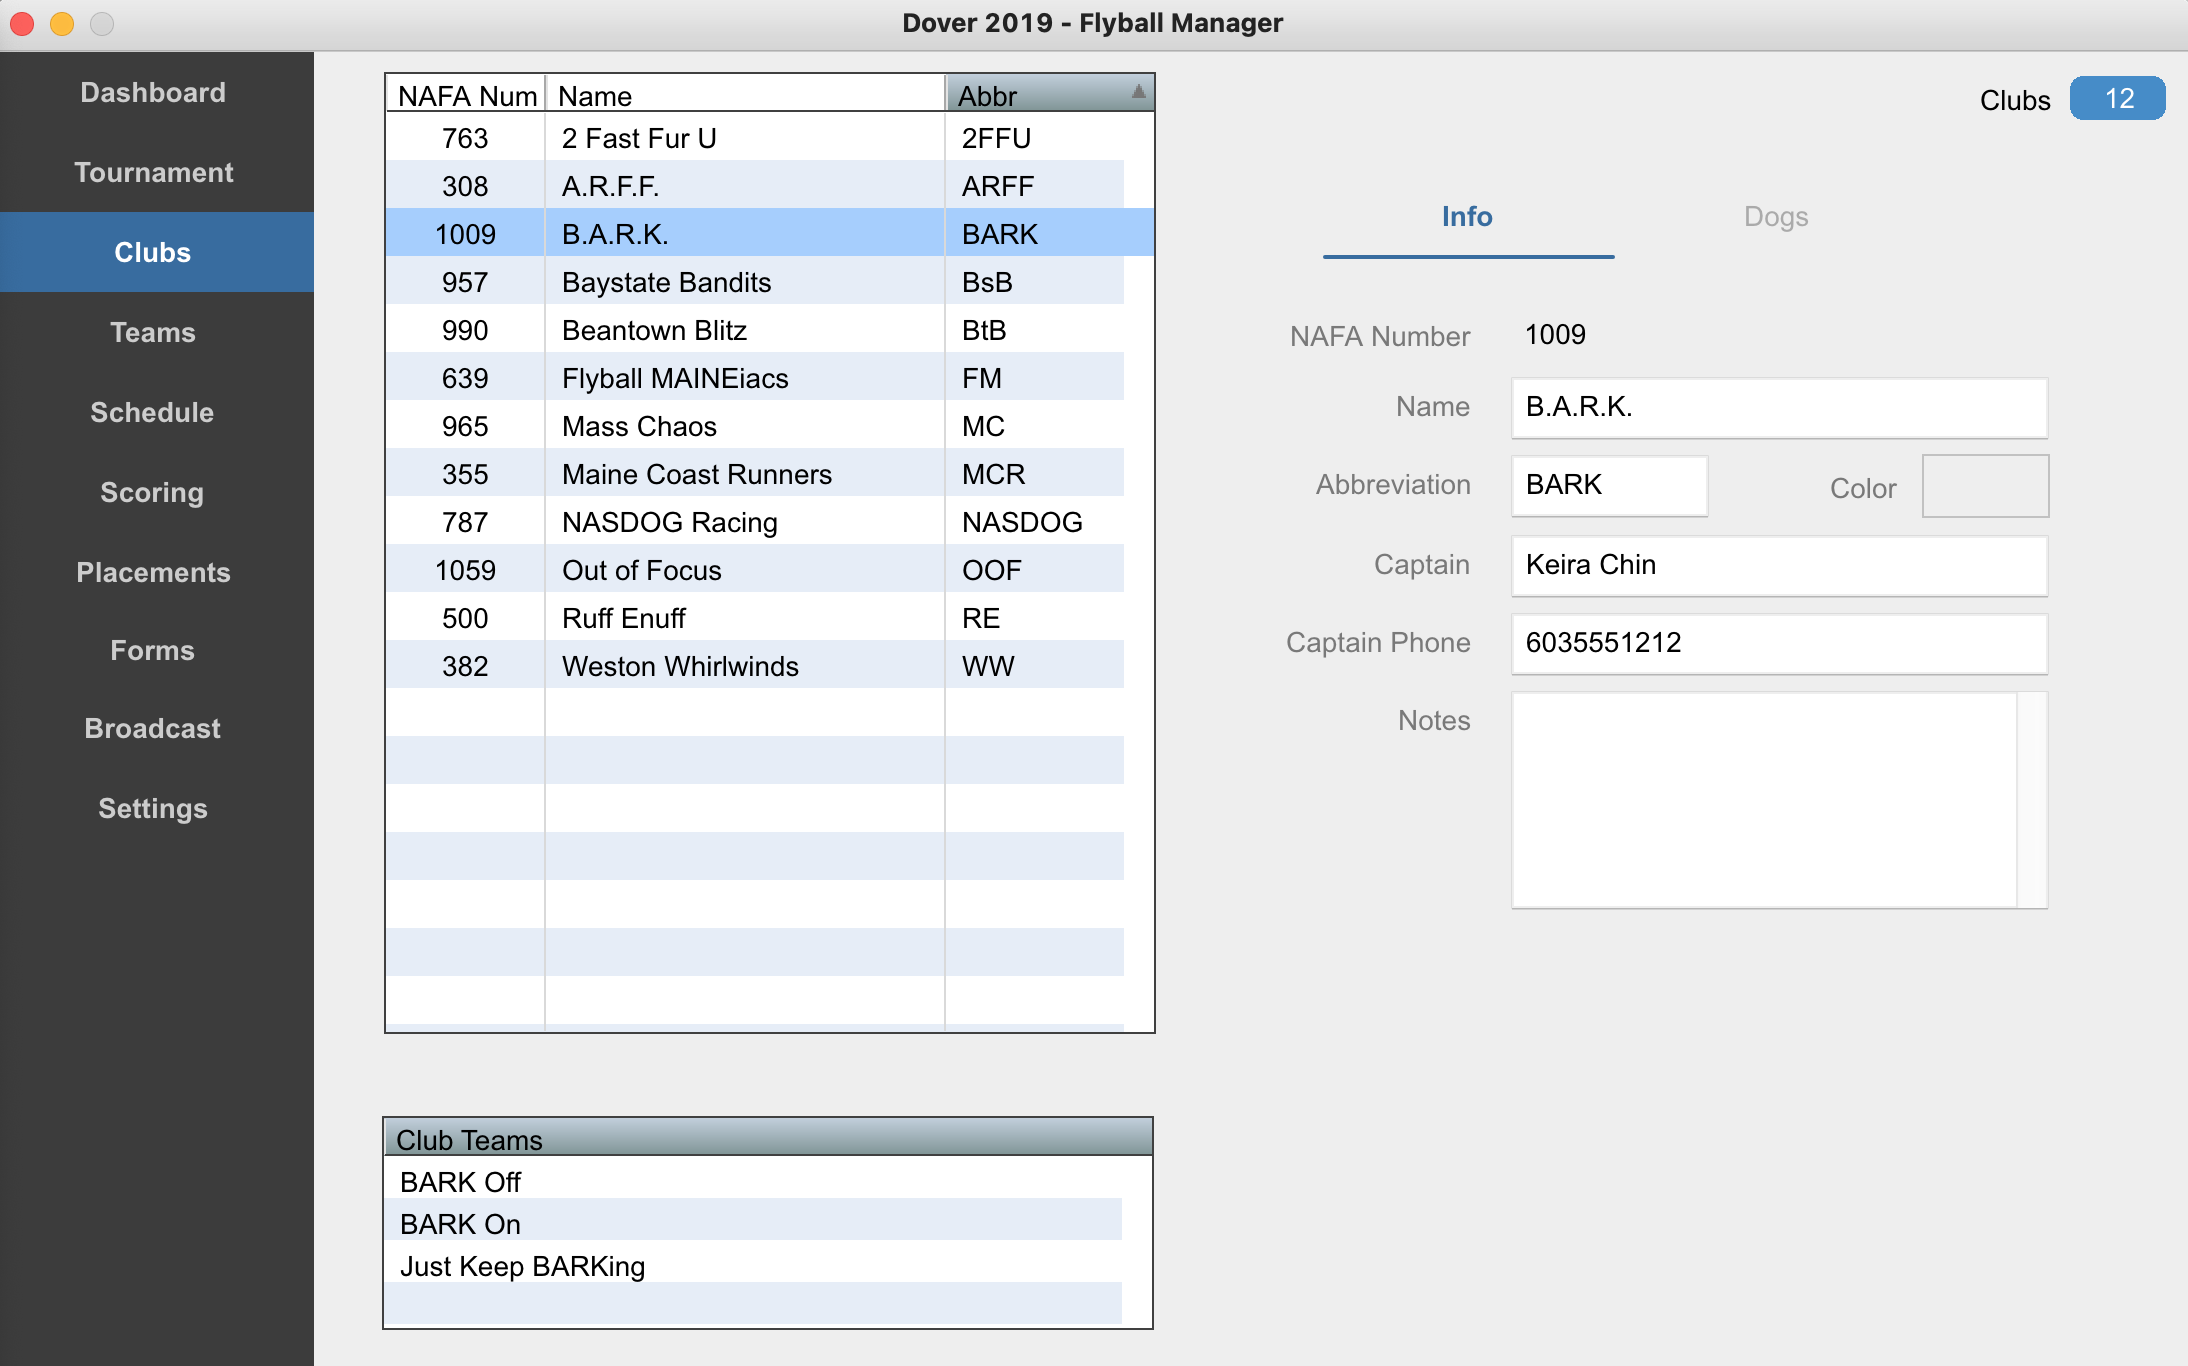 Dover 2019 - Flyball Manager
Dashboard
Tournament
Clubs
Teams
Schedule
Scoring
Placements
Forms
Broadcast
Settings
NAFA Num Name Abbr
763 2 Fast Fur U 2FFU
308 A.R.F.F. ARFF
1009 B.A.R.K. BARK
957 Baystate Bandits BsB
990 Beantown Blitz BtB
639 Flyball MAINEiacs FM
965 Mass Chaos MC
355 Maine Coast Runners MCR
787 NASDOG Racing NASDOG
1059 Out of Focus OOF
500 Ruff Enuff RE
382 Weston Whirlwinds WW
Club Teams
BARK Off
BARK On
Just Keep BARKing
Clubs 12
Info Dogs
NAFA Number 1009
Name B.A.R.K.
Abbreviation BARK Color
Captain Keira Chin
Captain Phone 6035551212
Notes